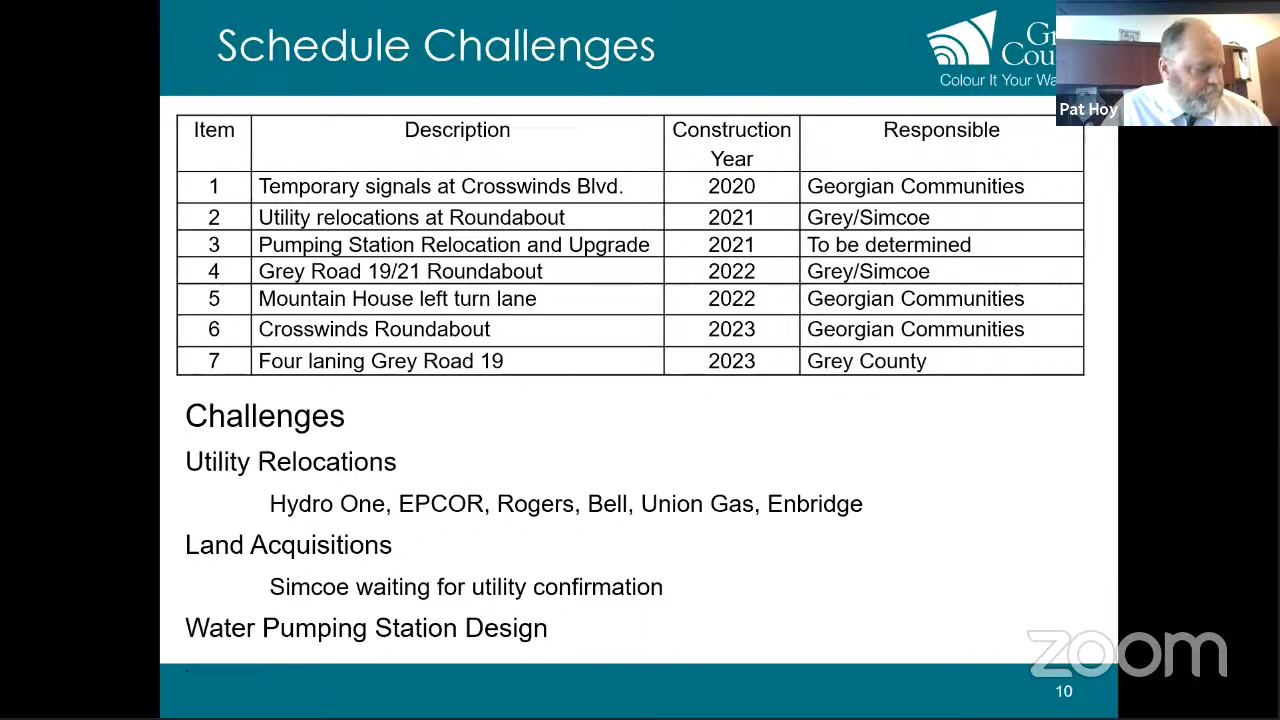 Schedule Challenges
Colour It Your
Pat Hoy
Item Description Construction Year Responsible
1 Temporary signals at Crosswinds Blvd. 2020 Georgian Communities
2 Utility relocations at Roundabout 2021 Grey/Simcoe
3 Pumping Station Relocation and Upgrade 2021 To be determined
4 Grey Road 19/21 Roundabout 2022 Grey/Simcoe
5 Mountain House left turn lane 2022 Georgian Communities
6 Crosswinds Roundabout 2023 Georgian Communities
7 Four laning Grey Road 19 2023 Grey County
Challenges
Utility Relocations
Hydro One, EPCOR, Rogers, Bell, Union Gas, Enbridge
Land Acquisitions
Simcoe waiting for utility confirmation
Water Pumping Station Design
zoom
10